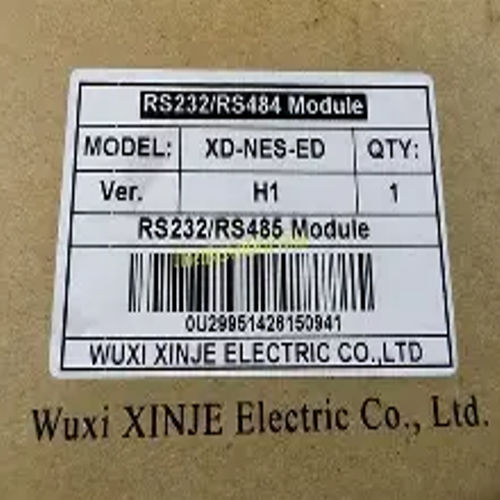 RS232/RS484 Module
MODEL: XD-NES-ED QTY:
Ver. H1 1
RS232/RS485 Module
0U29951428150941
WUXI XINJE ELECTRIC CO.,LTD
Wuxi XINJE Electric Co., Ltd.